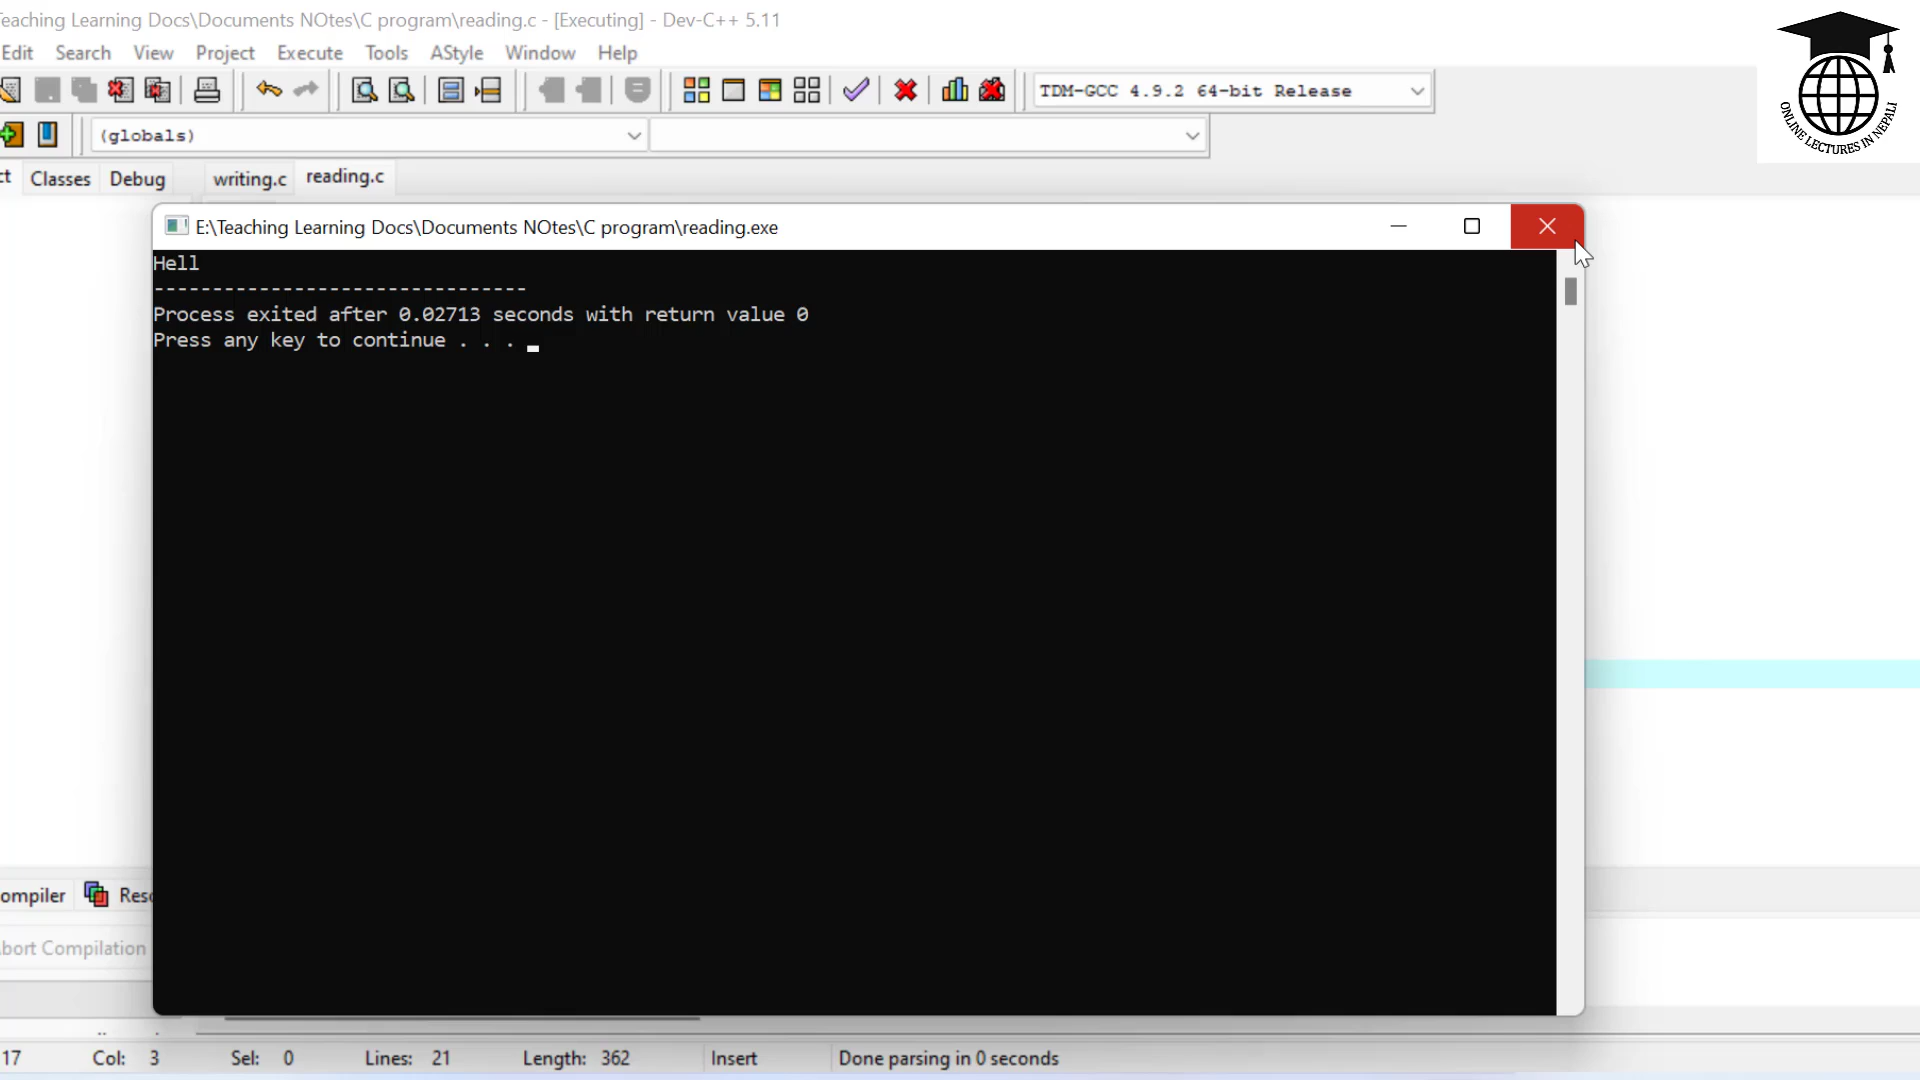 eaching Learning Docs\Documents NOtes\C program\reading.c - [Executing] - Dev-C++ 5.11
Edit Search View Project Execute Tools AStyle Window Help
TDM-GCC 4.9.2 64-bit Release
ONLINE LECTURES IN NEPALI
(globals)
ct Classes Debug writing.c reading.c
E:\Teaching Learning Docs\Documents NOtes\C program\reading.exe
Hell
--------------------------------
Process exited after 0.02713 seconds with return value 0
Press any key to continue . . .
ompiler Reso
bort Compilation
17 Col: 3 Sel: 0 Lines: 21 Length: 362 Insert Done parsing in 0 seconds